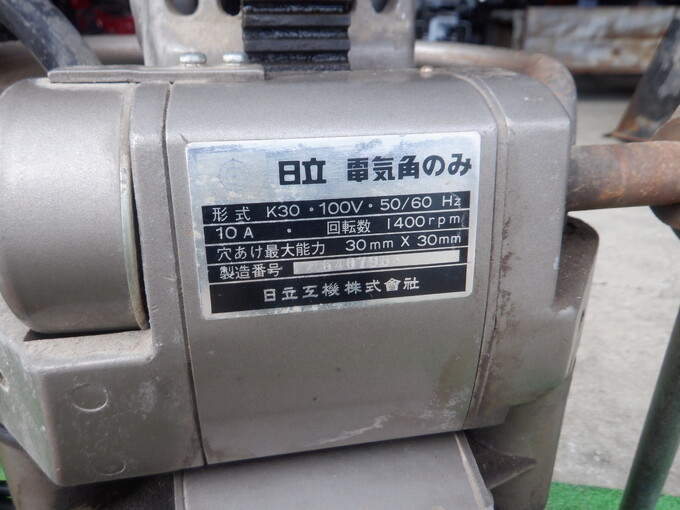 日立 電気角のみ
形式 K30・100V・50/60 Hz
10A ・ 回転数 1400rpm
穴あけ最大能力 30mm X 30mm
製造番号
日立工機株式會社